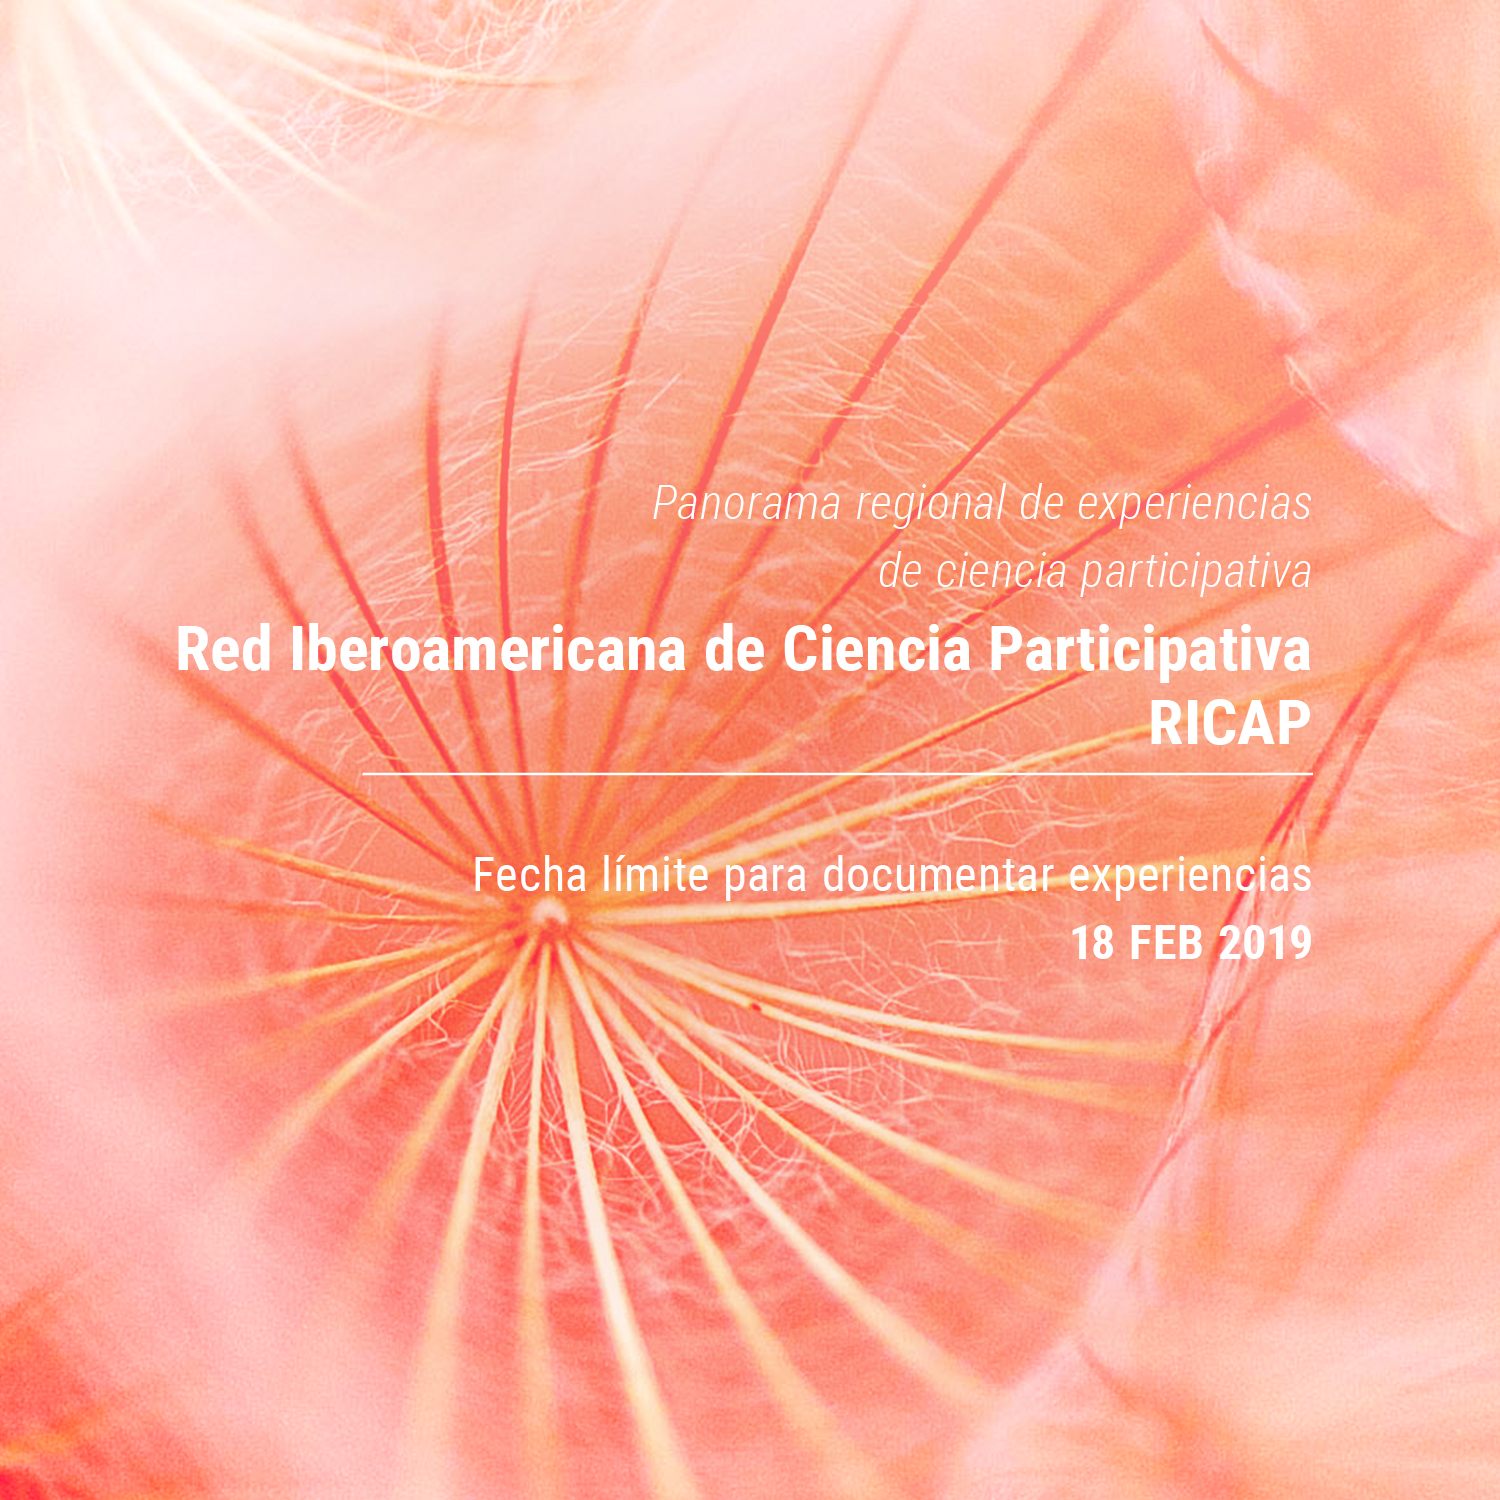 Panorama regional de experiencias
de ciencia participativa
Red Iberoamericana de Ciencia Participativa
RICAP
Fecha límite para documentar experiencias
18 FEB 2019